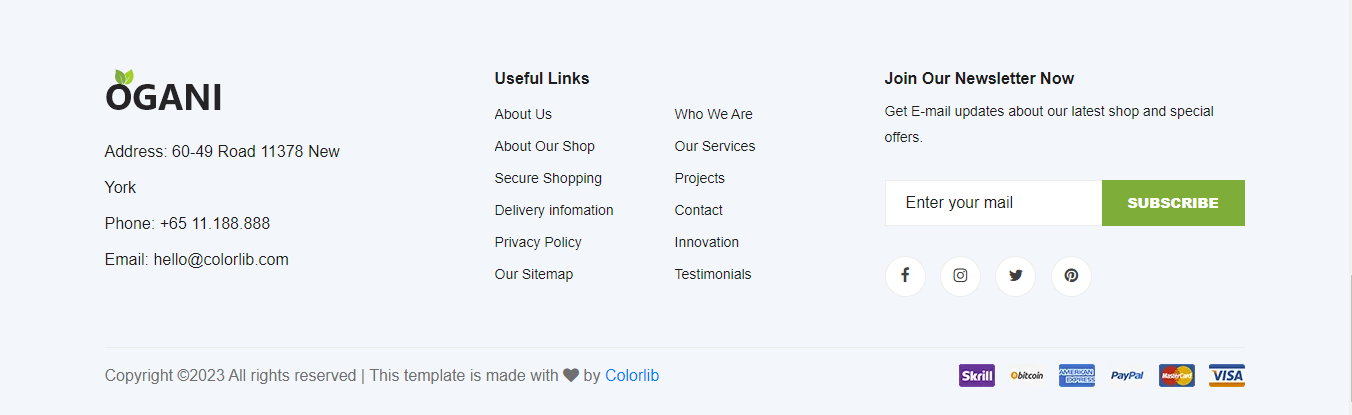 OGANI
Address: 60-49 Road 11378 New
York
Phone: +65 11.188.888
Email: hello@colorlib.com
Useful Links
About Us
About Our Shop
Secure Shopping
Delivery infomation
Privacy Policy
Our Sitemap
Who We Are
Our Services
Projects
Contact
Innovation
Testimonials
Join Our Newsletter Now
Get E-mail updates about our latest shop and special
offers.
Enter your mail
SUBSCRIBE
Copyright ©2023 All rights reserved | This template is made with ♥ by Colorlib
Skrill
bitcoin
AMERICAN
EXPRESS
PayPal
MasterCard
VISA